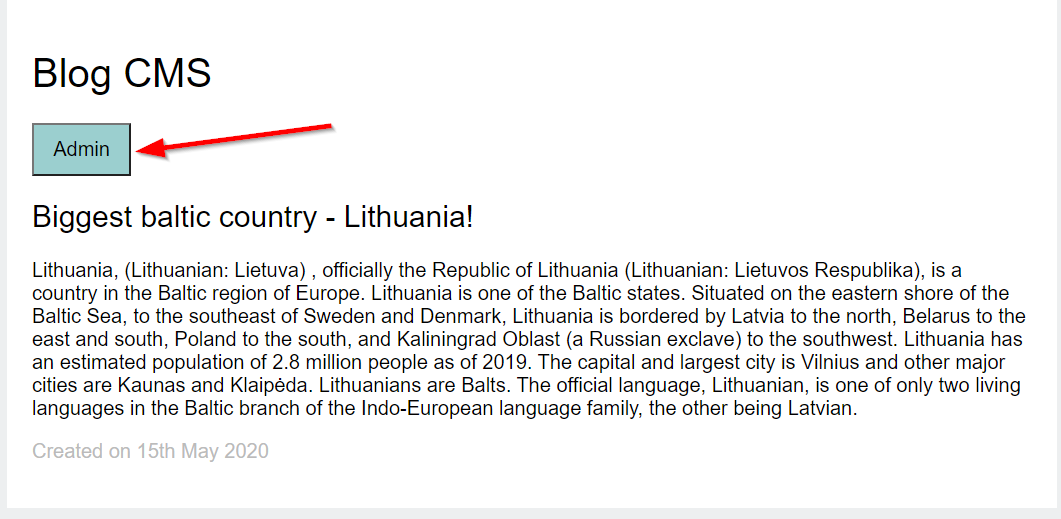 Blog CMS
Admin
Biggest baltic country - Lithuania!
Lithuania, (Lithuanian: Lietuva) , officially the Republic of Lithuania (Lithuanian: Lietuvos Respublika), is a
country in the Baltic region of Europe. Lithuania is one of the Baltic states. Situated on the eastern shore of the
Baltic Sea, to the southeast of Sweden and Denmark, Lithuania is bordered by Latvia to the north, Belarus to the
east and south, Poland to the south, and Kaliningrad Oblast (a Russian exclave) to the southwest. Lithuania has
an estimated population of 2.8 million people as of 2019. The capital and largest city is Vilnius and other major
cities are Kaunas and Klaipėda. Lithuanians are Balts. The official language, Lithuanian, is one of only two living
languages in the Baltic branch of the Indo-European language family, the other being Latvian.
Created on 15th May 2020